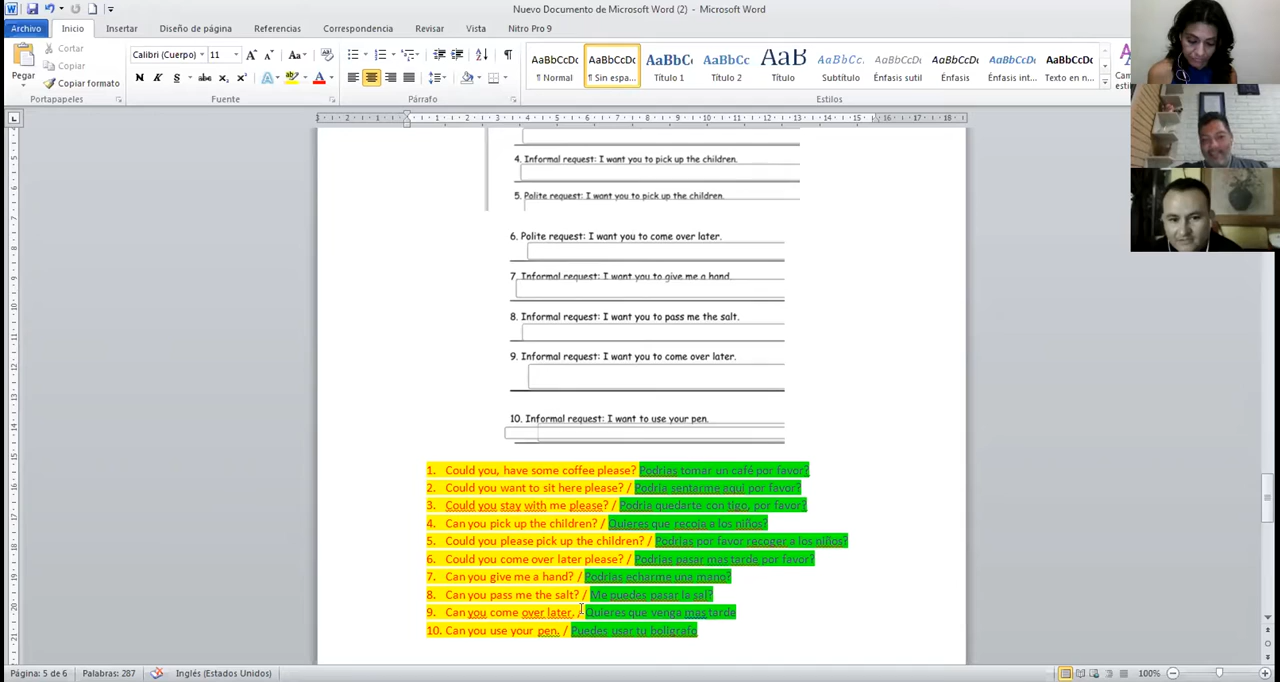 Nuevo Documento de Microsoft Word (2) - Microsoft Word
Archivo Inicio Insertar Diseño de página Referencias Correspondencia Revisar Vista Nitro Pro 9
Pegar
Cortar
Copiar
Copiar formato
Calibri (Cuerpo) 11
AaBbCcDc AaBbCcDc AaBbC AaBbCc AaB AaBbCc. AaBbCcDc AaBbCcDc AaBbCcDc AaBbCcDc
¶ Normal ¶ Sin espa... Título 1 Título 2 Título Subtítulo Énfasis sutil Énfasis Énfasis int... Texto en n...
Portapapeles Fuente Párrafo Estilos
4. Informal request: I want you to pick up the children.
5. Polite request: I want you to pick up the children.
6. Polite request: I want you to come over later.
7. Informal request: I want you to give me a hand.
8. Informal request: I want you to pass me the salt.
9. Informal request: I want you to come over later.
10. Informal request: I want to use your pen.
1. Could you, have some coffee please? Podrías tomar un café por favor?
2. Could you want to sit here please? / Podría sentarme aquí por favor?
3. Could you stay with me please? / Podría quedarte con tigo, por favor?
4. Can you pick up the children? / Quieres que recoja a los niños?
5. Could you please pick up the children? / Podrías por favor recoger a los niños?
6. Could you come over later please? / Podrías pasar mas tarde por favor?
7. Can you give me a hand? / Podrías echarme una mano?
8. Can you pass me the salt? / Me puedes pasar la sal?
9. Can you come over later. / Quieres que venga mas tarde
10. Can you use your pen. / Puedes usar tu bolígrafo
Página: 5 de 6 Palabras: 287 Inglés (Estados Unidos) 100%